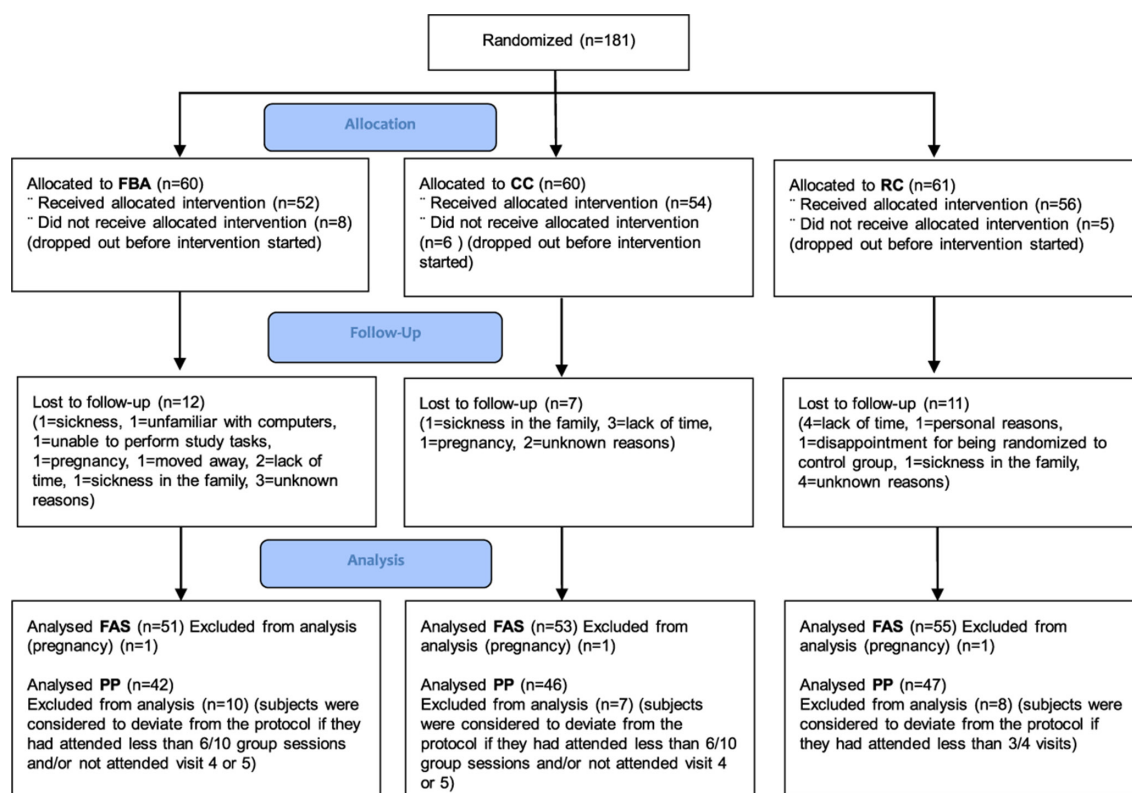 Randomized (n=181)
Allocation
Allocated to FBA (n=60)
¨ Received allocated intervention (n=52)
¨ Did not receive allocated intervention (n=8)
(dropped out before intervention started)
Allocated to CC (n=60)
¨ Received allocated intervention (n=54)
¨ Did not receive allocated intervention
(n=6 ) (dropped out before intervention
started)
Allocated to RC (n=61)
¨ Received allocated intervention (n=56)
¨ Did not receive allocated intervention (n=5)
(dropped out before intervention started)
Follow-Up
Lost to follow-up (n=12)
(1=sickness, 1=unfamiliar with computers,
1=unable to perform study tasks,
1=pregnancy, 1=moved away, 2=lack of
time, 1=sickness in the family, 3=unknown
reasons)
Lost to follow-up (n=7)
(1=sickness in the family, 3=lack of time,
1=pregnancy, 2=unknown reasons)
Lost to follow-up (n=11)
(4=lack of time, 1=personal reasons,
1=disappointment for being randomized to
control group, 1=sickness in the family,
4=unknown reasons)
Analysis
Analysed FAS (n=51) Excluded from analysis
(pregnancy) (n=1)
Analysed PP (n=42)
Excluded from analysis (n=10) (subjects were
considered to deviate from the protocol if they
had attended less than 6/10 group sessions
and/or not attended visit 4 or 5)
Analysed FAS (n=53) Excluded from
analysis (pregnancy) (n=1)
Analysed PP (n=46)
Excluded from analysis (n=7) (subjects
were considered to deviate from the
protocol if they had attended less than 6/10
group sessions and/or not attended visit 4
or 5)
Analysed FAS (n=55) Excluded from
analysis (pregnancy) (n=1)
Analysed PP (n=47)
Excluded from analysis (n=8) (subjects were
considered to deviate from the protocol if
they had attended less than 3/4 visits)